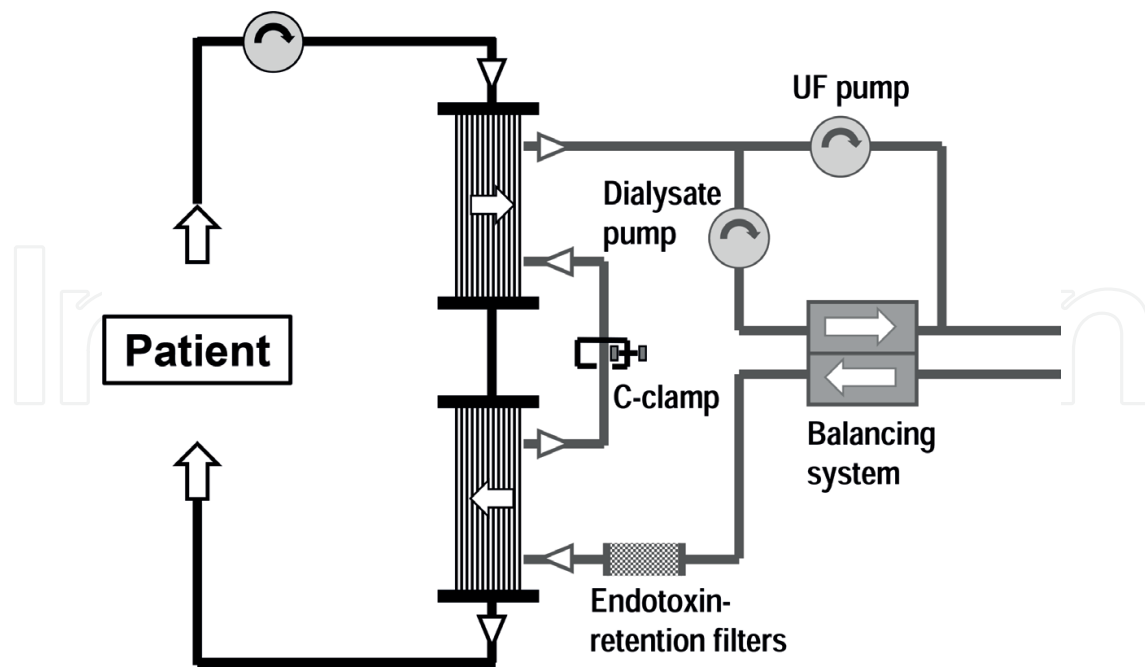 UF pump
Dialysate
pump
Patient
C-clamp
Balancing
system
Endotoxin-
retention filters